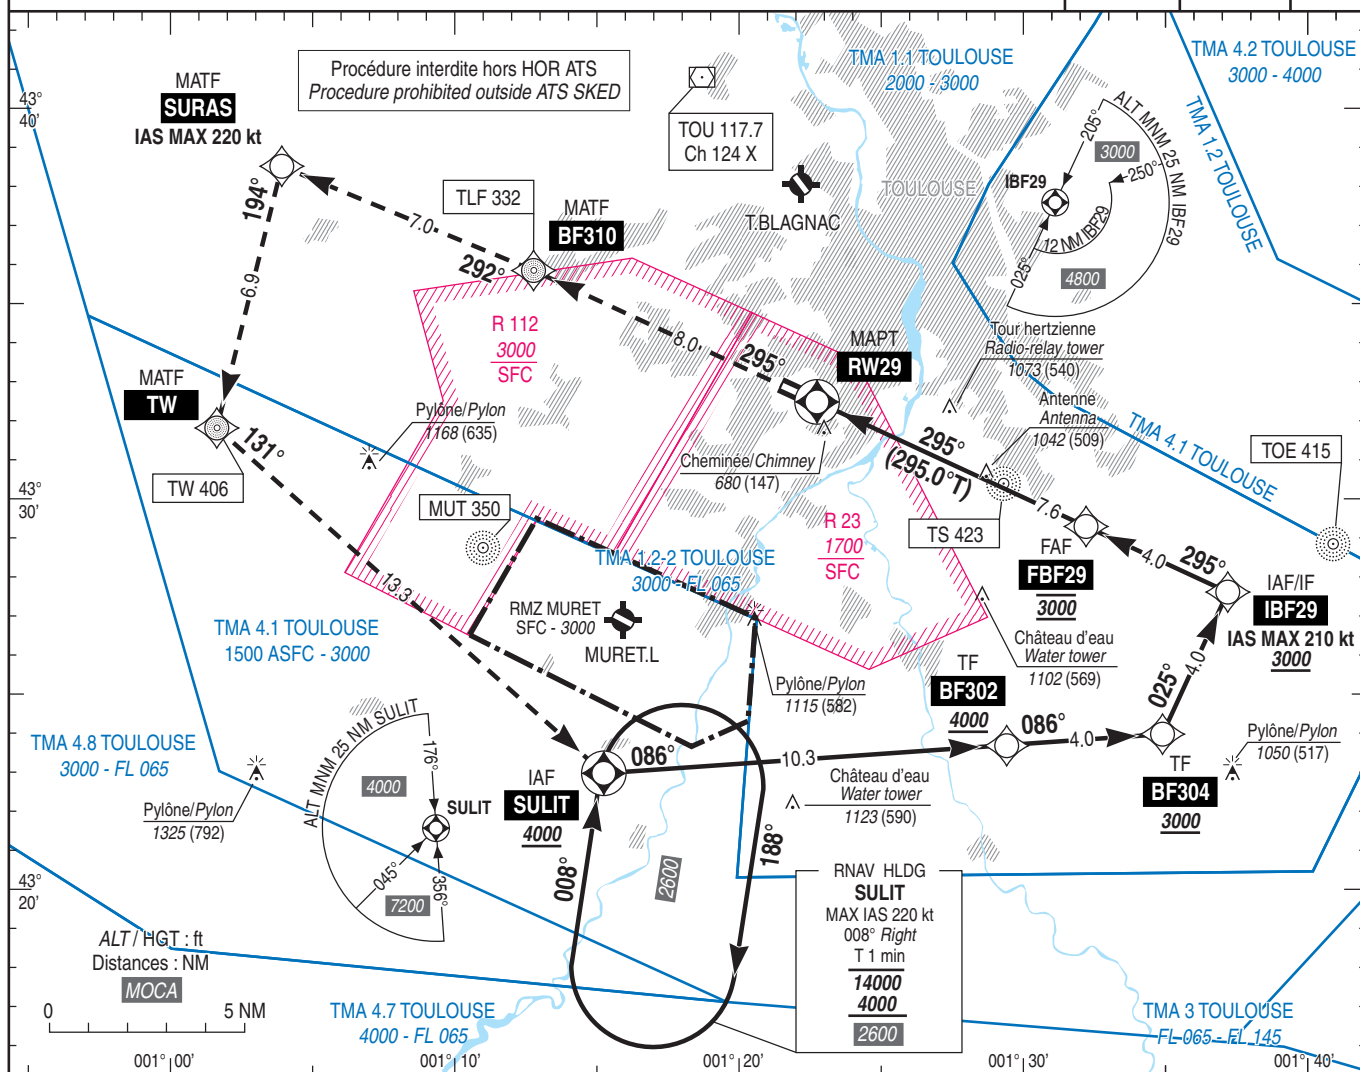 MATF
SURAS
IAS MAX 220 kt
Procédure interdite hors HOR ATS
Procedure prohibited outside ATS SKED
TOU 117.7
Ch 124 X
TMA 1.1 TOULOUSE
2000 - 3000
TMA 4.2 TOULOUSE
3000 - 4000
TMA 1.2 TOULOUSE
43°
40'
ALT MNM 25 NM IBF29
205°
3000
250°
IBF29
12 NM IBF29
025°
4800
TOULOUSE
T.BLAGNAC
TLF 332
MATF
BF310
194°
7.0
292°
6.9
R 112
3000
SFC
8.0
295°
MAPT
RW29
Tour hertzienne
Radio-relay tower
1073 (540)
Antenne
Antenna
1042 (509)
TMA 4.1 TOULOUSE
TOE 415
MATF
TW
TW 406
131°
Pylône/Pylon
1168 (635)
Cheminée/Chimney
680 (147)
295°
(295.0°T)
7.6
43°
30'
MUT 350
R 23
1700
SFC
TS 423
FAF
FBF29
3000
4.0
295°
IAF/IF
IBF29
IAS MAX 210 kt
3000
TMA 1.2-2 TOULOUSE
3000 - FL 065
13.3
RMZ MURET
SFC - 3000
MURET.L
TMA 4.1 TOULOUSE
1500 ASFC - 3000
Château d'eau
Water tower
1102 (569)
Pylône/Pylon
1115 (582)
TF
BF302
4000
086°
4.0
025°
4.0
TF
BF304
3000
Pylône/Pylon
1050 (517)
TMA 4.8 TOULOUSE
3000 - FL 065
Pylône/Pylon
1325 (792)
ALT MNM 25 NM SULIT
176°
4000
SULIT
045°
356°
7200
IAF
SULIT
4000
086°
10.3
Château d'eau
Water tower
1123 (590)
008°
188°
2600
RNAV HLDG
SULIT
MAX IAS 220 kt
008° Right
T 1 min
14000
4000
2600
43°
20'
ALT / HGT : ft
Distances : NM
MOCA
0 5 NM
TMA 4.7 TOULOUSE
4000 - FL 065
TMA 3 TOULOUSE
FL 065 - FL 145
001° 00' 001° 10' 001° 20' 001° 30' 001° 40'